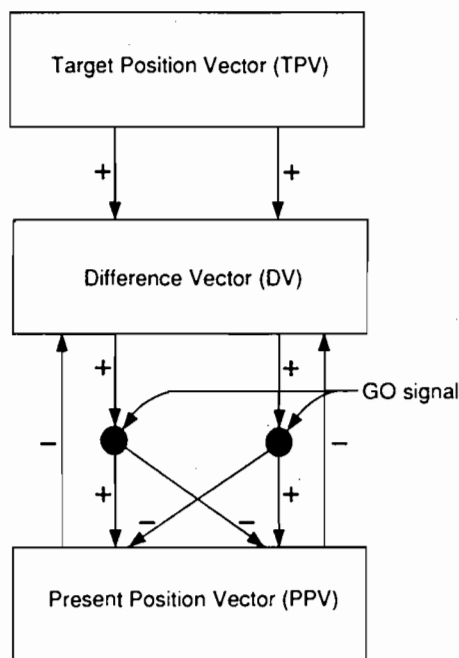 Target Position Vector (TPV)
+ +
Difference Vector (DV)
+ +
GO signal
− −
+ − − +
Present Position Vector (PPV)